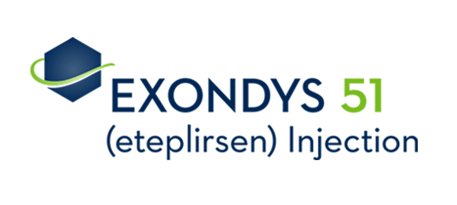 EXONDYS 51
(eteplirsen) Injection